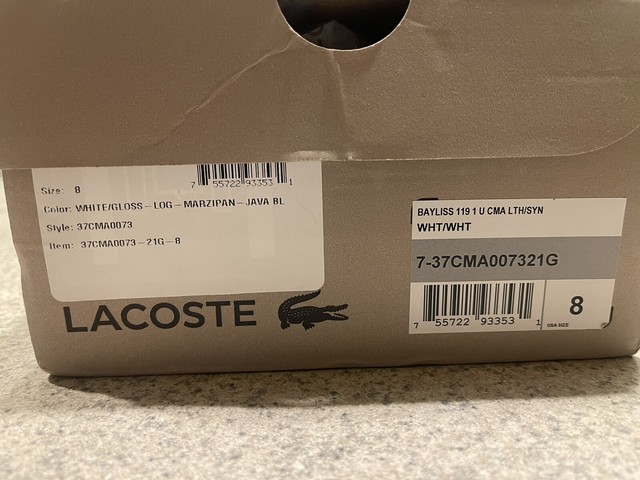 Size: 8
7 55722 93353 1
Color: WHITE/GLOSS-LOG-MARZIPAN-JAVA BL
Style: 37CMA0073
Item: 37CMA0073-21G-8
LACOSTE
BAYLISS 119 1 U CMA LTH/SYN
WHT/WHT
7-37CMA007321G
7 55722 93353 1
8
USA SIZE